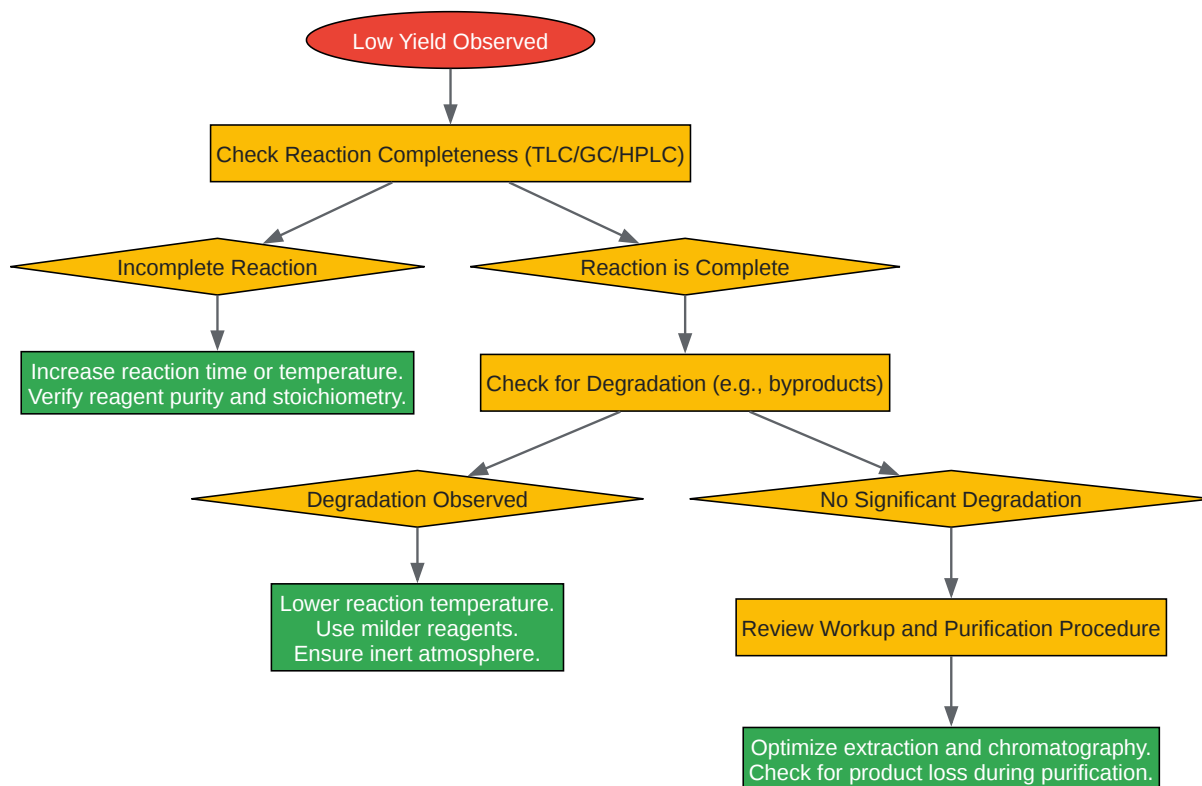 Low Yield Observed
Check Reaction Completeness (TLC/GC/HPLC)
Incomplete Reaction
Reaction is Complete
Increase reaction time or temperature.
Verify reagent purity and stoichiometry.
Check for Degradation (e.g., byproducts)
Degradation Observed
No Significant Degradation
Lower reaction temperature.
Use milder reagents.
Ensure inert atmosphere.
Review Workup and Purification Procedure
Optimize extraction and chromatography.
Check for product loss during purification.